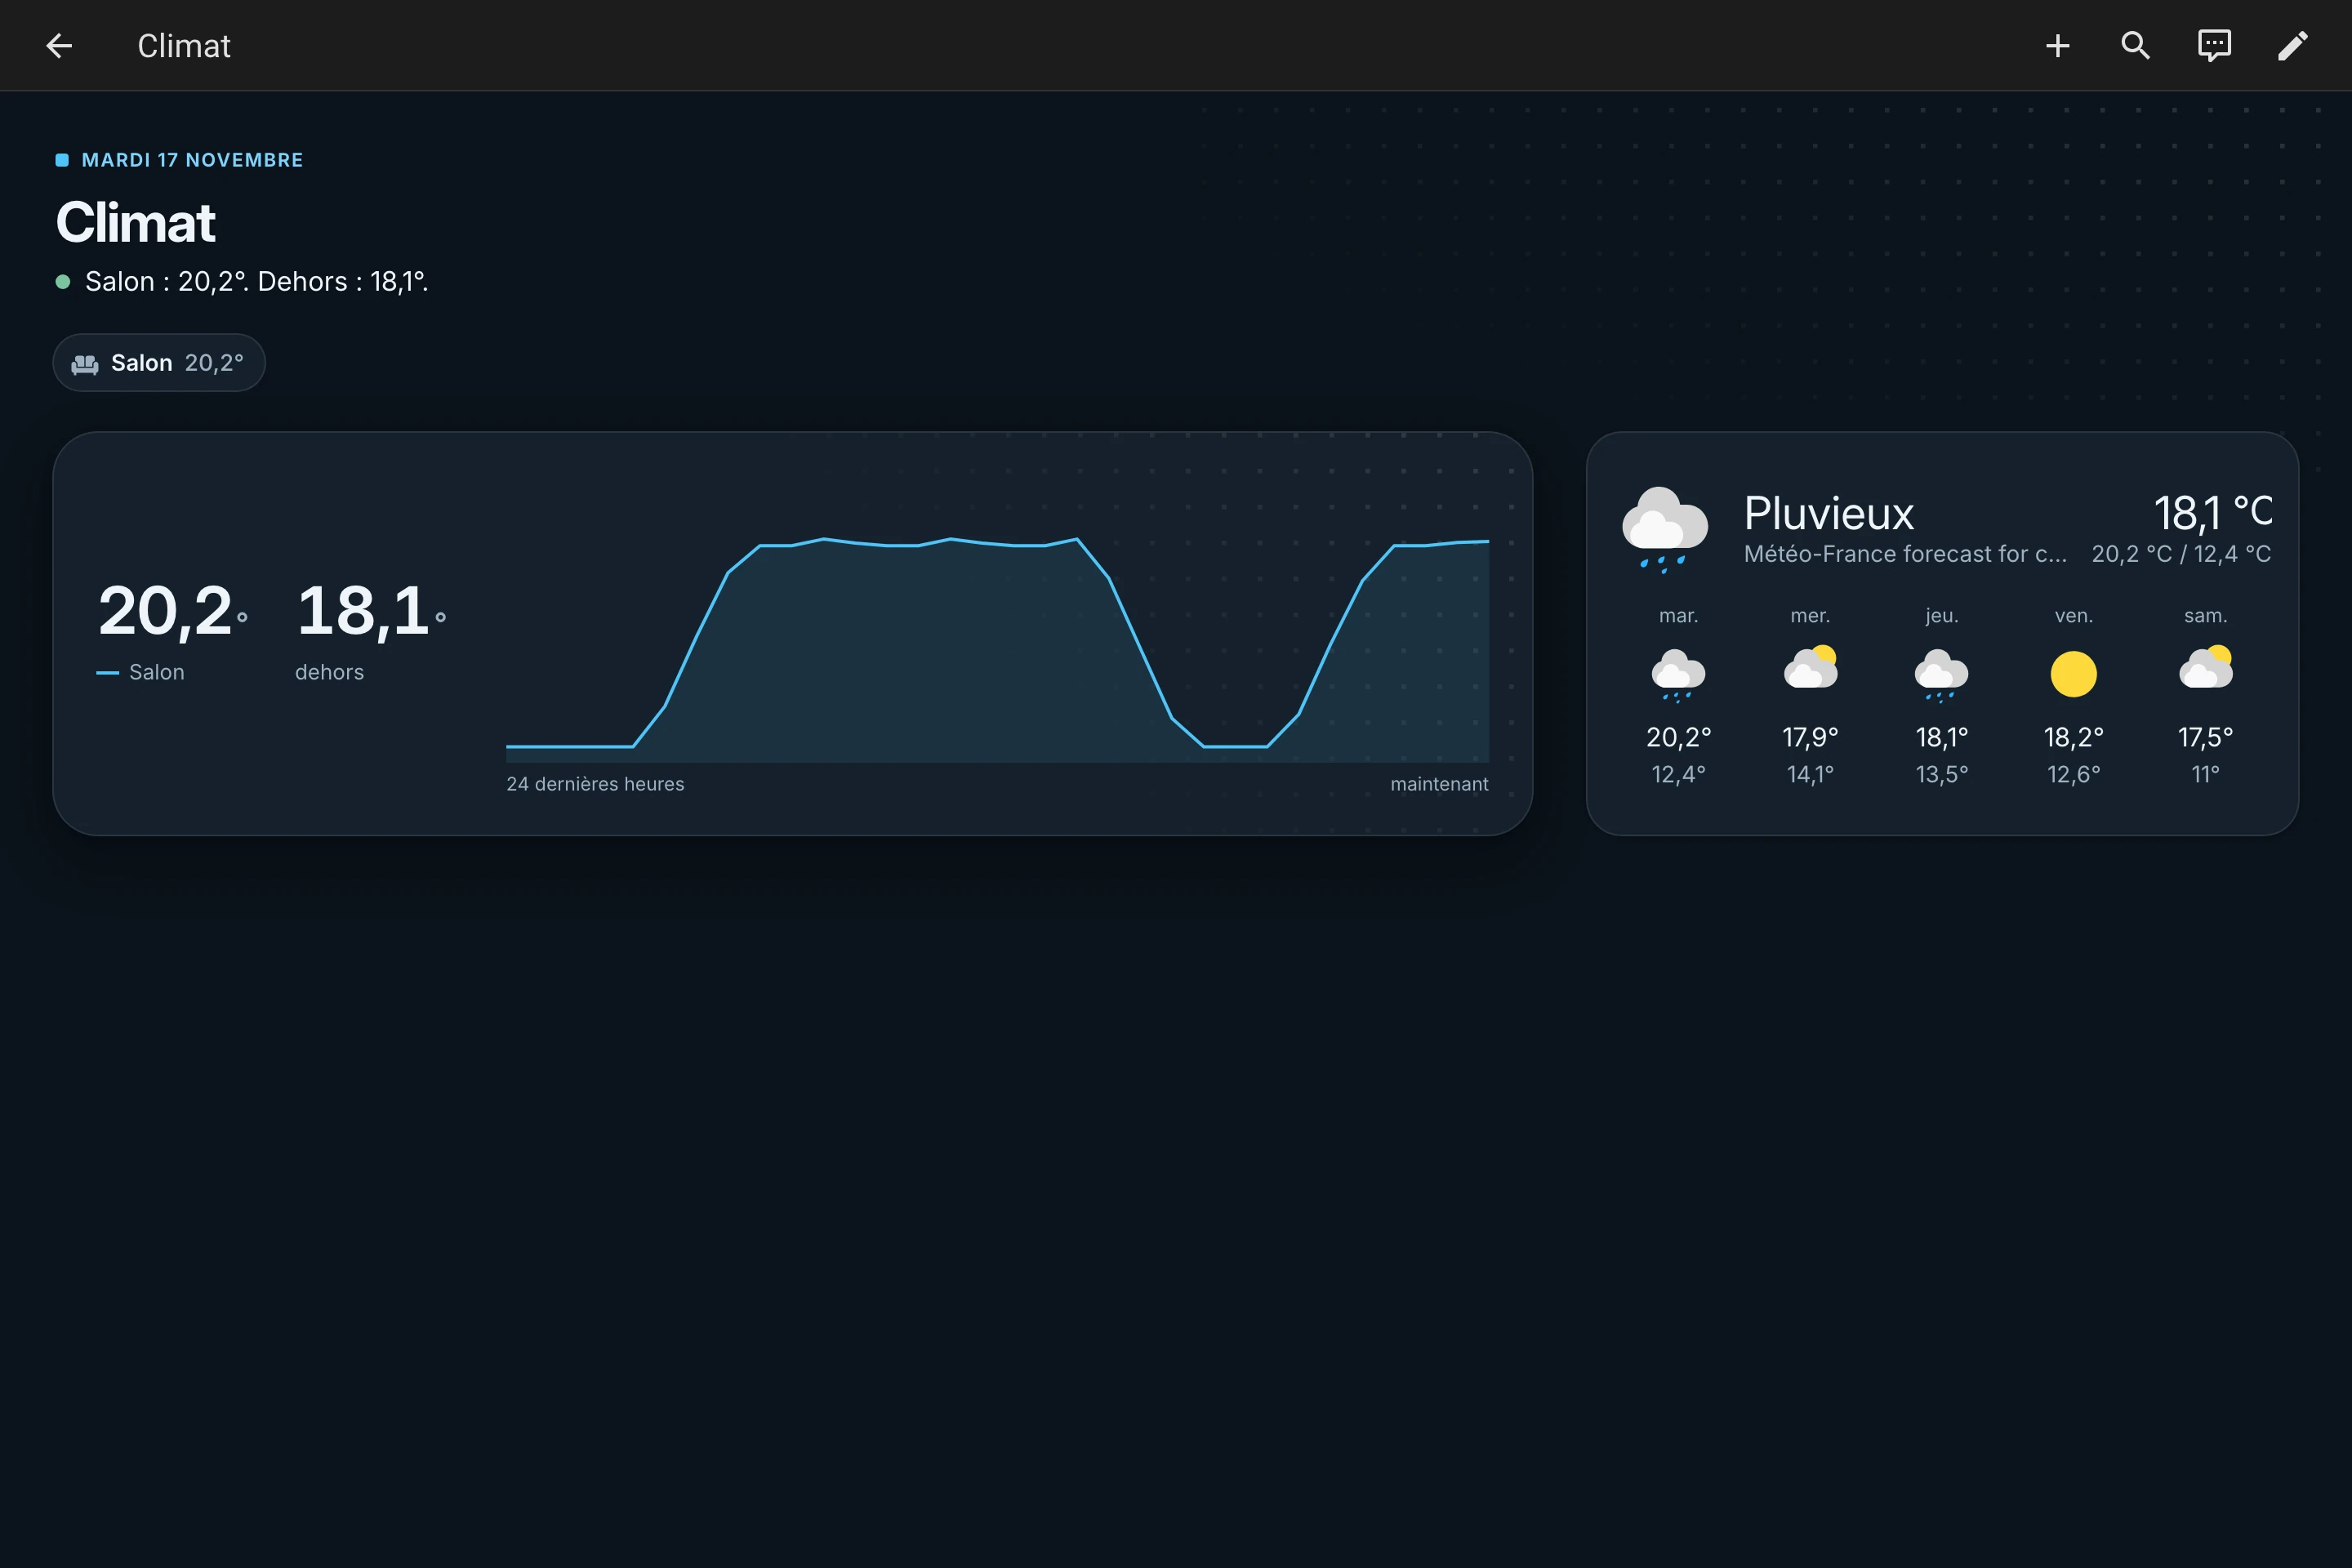 Climat
MARDI 17 NOVEMBRE
Climat
Salon : 20,2°. Dehors : 18,1°.
Salon 20,2°
20,2° 18,1°
Salon dehors
24 dernières heures maintenant
Pluvieux 18,1 °C
Météo-France forecast for c... 20,2 °C / 12,4 °C
mar. mer. jeu. ven. sam.
20,2° 17,9° 18,1° 18,2° 17,5°
12,4° 14,1° 13,5° 12,6° 11°